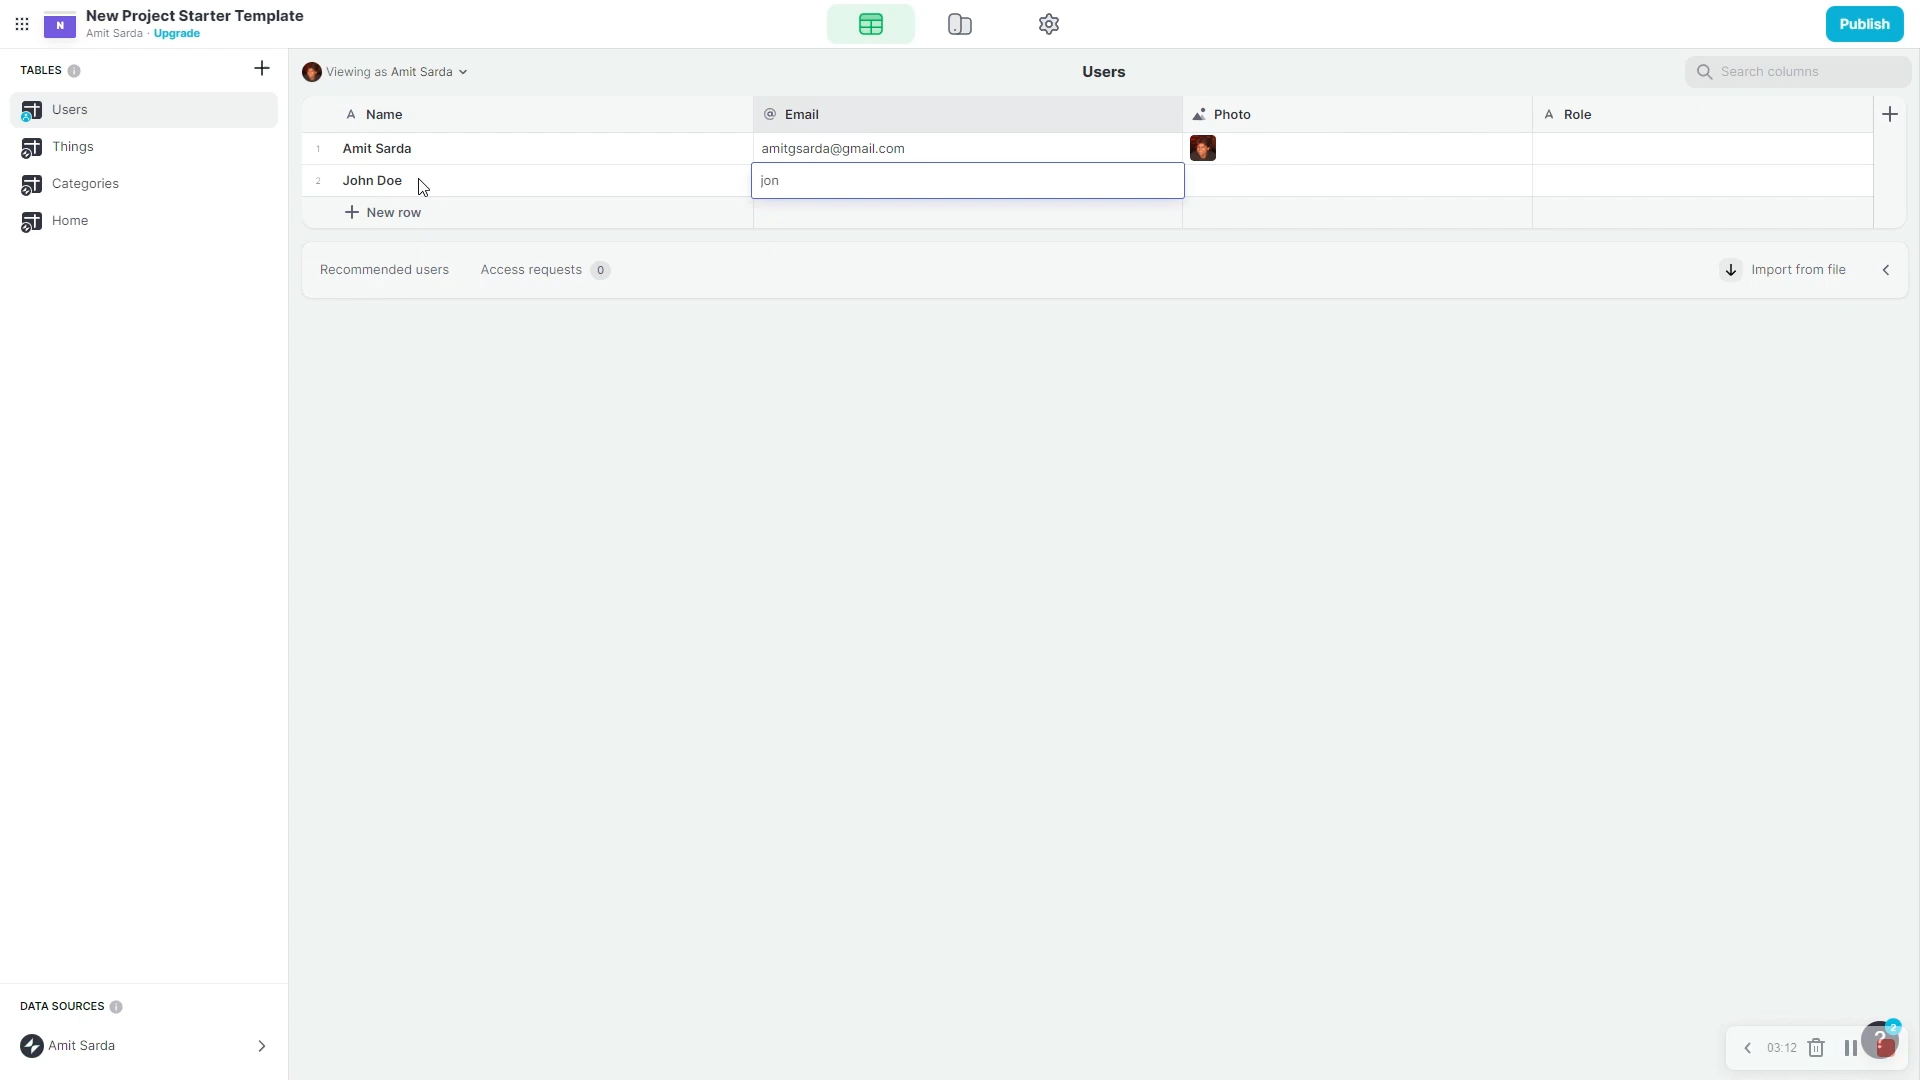 N
New Project Starter Template
Amit Sarda · Upgrade
Publish
TABLES
Viewing as Amit Sarda
Users
Search columns
Users
Things
Categories
Home
Name
Email
Photo
Role
1 Amit Sarda amitgsarda@gmail.com
2 John Doe jon
New row
Recommended users
Access requests 0
Import from file
DATA SOURCES
Amit Sarda
03:12
?
2